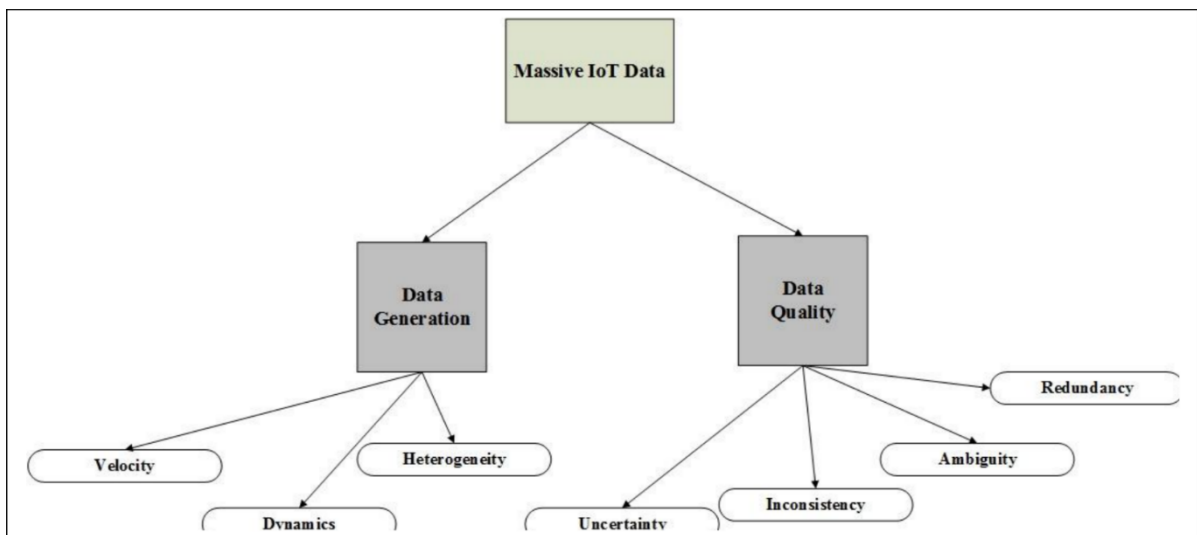 Massive IoT Data
Data
Generation
Data
Quality
Redundancy
Velocity
Heterogeneity
Ambiguity
Inconsistency
Dynamics
Uncertainty